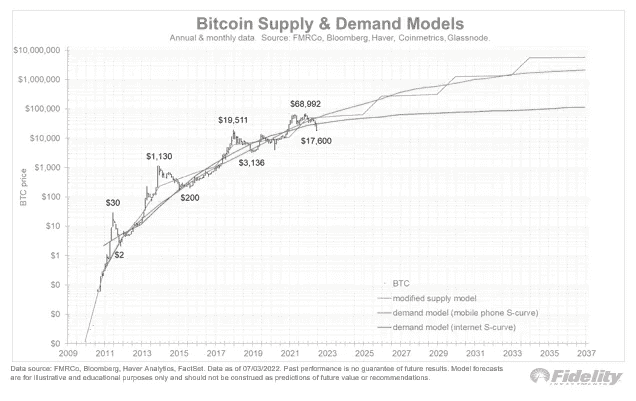 Bitcoin Supply & Demand Models
Annual & monthly data. Source: FMRCo, Bloomberg, Haver, Coinmetrics, Glassnode.
$10,000,000
$1,000,000
$100,000
$10,000
$1,000
$100
$10
$1
$0
$0
$0
BTC price
$30
$2
$1,130
$200
$19,511
$3,136
$68,992
$17,600
BTC
modified supply model
demand model (mobile phone S-curve)
demand model (internet S-curve)
2009 2011 2013 2015 2017 2019 2021 2023 2025 2027 2029 2031 2033 2035 2037
Data source: FMRCo, Bloomberg, Haver Analytics, FactSet. Data as of 07/03/2022. Past performance is no guarantee of future results. Model forecasts
are for illustrative and educational purposes only and should not be construed as predictions of future value or recommendations.
Fidelity
INVESTMENTS